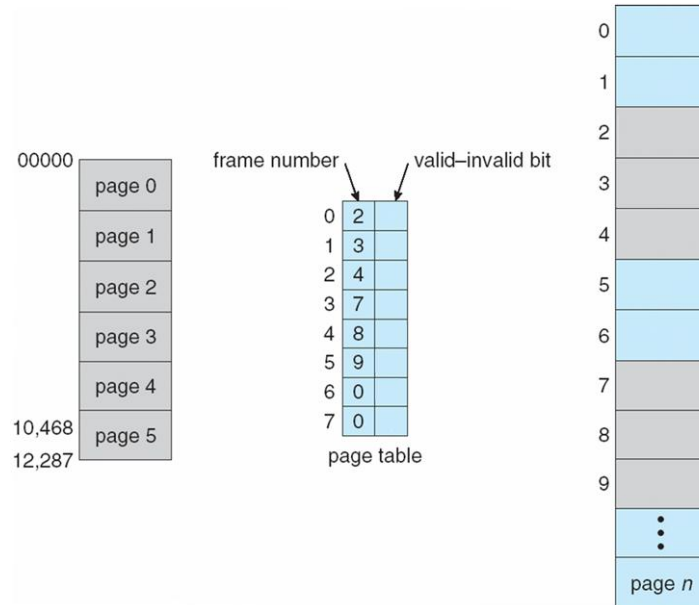 00000
page 0
page 1
page 2
page 3
page 4
10,468
page 5
12,287
frame number
valid–invalid bit
0 2
1 3
2 4
3 7
4 8
5 9
6 0
7 0
page table
0
1
2
3
4
5
6
7
8
9
page n